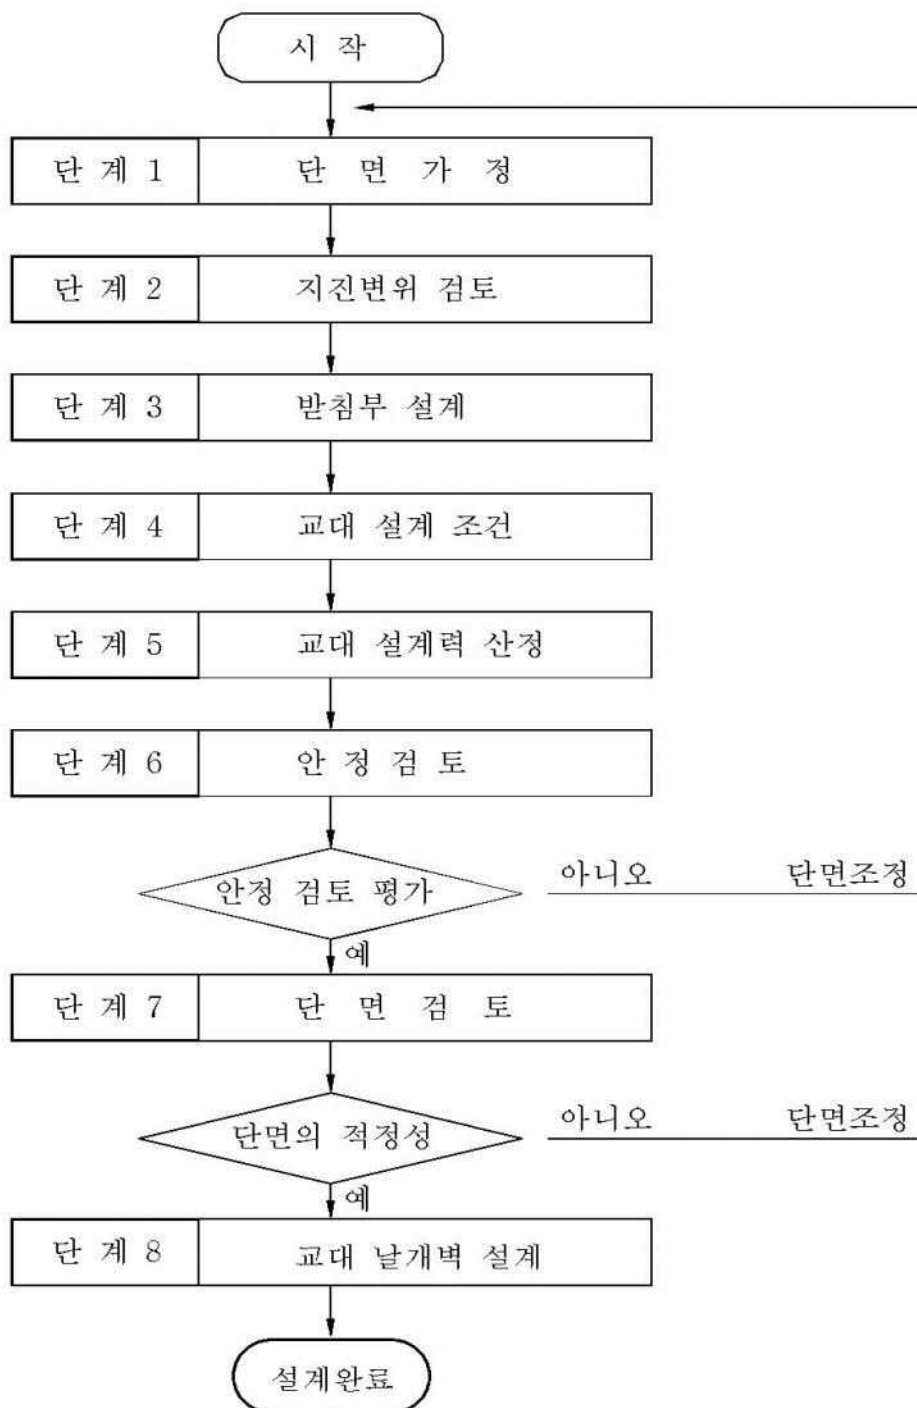 시 작
단 계 1 단 면 가 정
단 계 2 지진변위 검토
단 계 3 받침부 설계
단 계 4 교대 설계 조건
단 계 5 교대 설계력 산정
단 계 6 안 정 검 토
안정 검토 평가 아니오 단면조정
예
단 계 7 단 면 검 토
단면의 적정성 아니오 단면조정
예
단 계 8 교대 날개벽 설계
설계완료